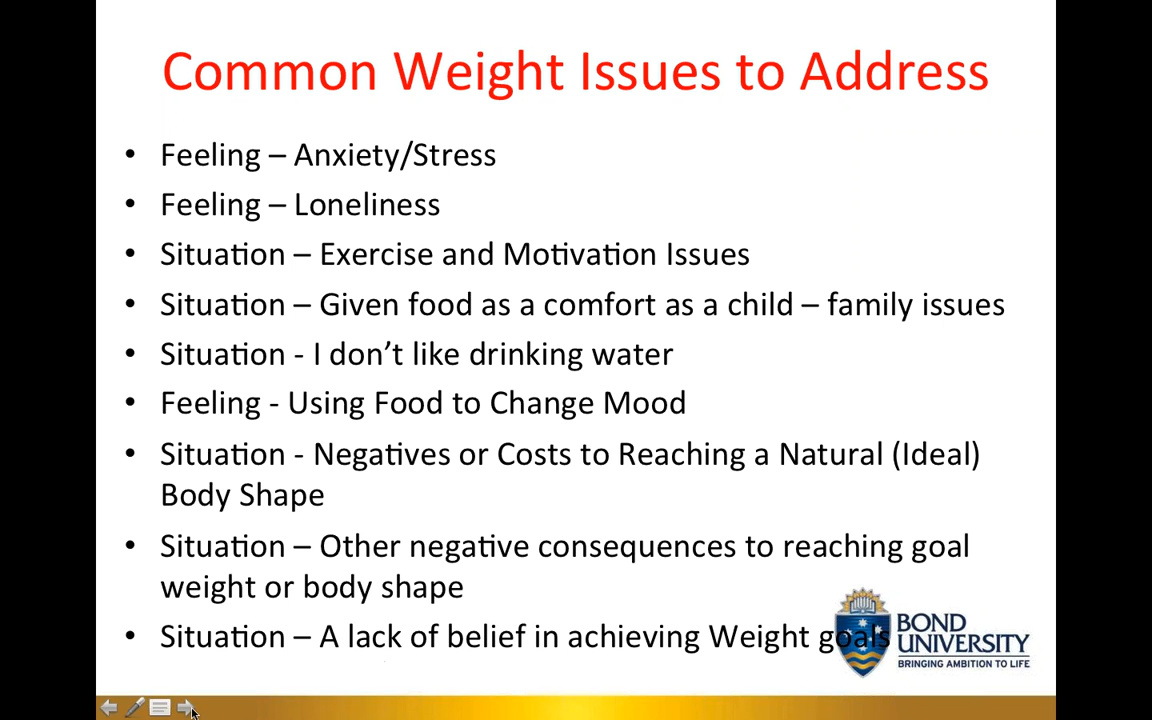 Common Weight Issues to Address
• Feeling – Anxiety/Stress
• Feeling – Loneliness
• Situation – Exercise and Motivation Issues
• Situation – Given food as a comfort as a child – family issues
• Situation - I don’t like drinking water
• Feeling - Using Food to Change Mood
• Situation - Negatives or Costs to Reaching a Natural (Ideal)
Body Shape
• Situation – Other negative consequences to reaching goal
weight or body shape
• Situation – A lack of belief in achieving Weight goals
BOND
UNIVERSITY
BRINGING AMBITION TO LIFE